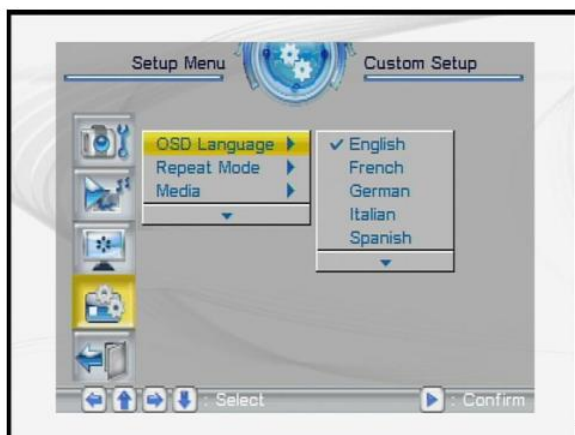 Setup Menu
Custom Setup
OSD Language
Repeat Mode
Media
English
French
German
Italian
Spanish
: Select
: Confirm